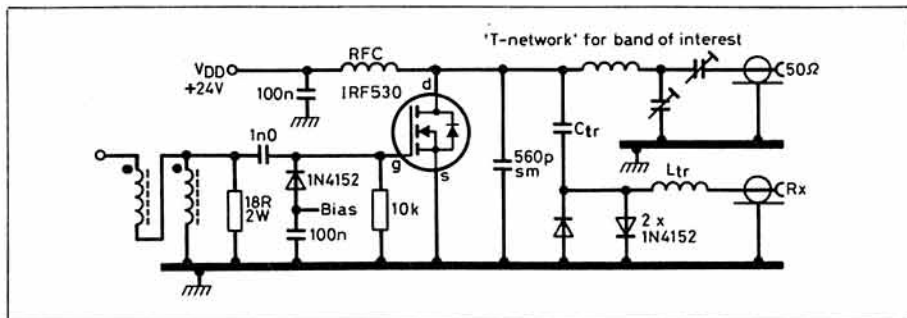 'T-network' for band of interest
RFC
VDD
+24V
100n
IRF530
d
g
s
50Ω
1n0
Ctr
560p
sm
18R
2W
1N4152
Bias
100n
10k
Ltr
Rx
2 x
1N4152